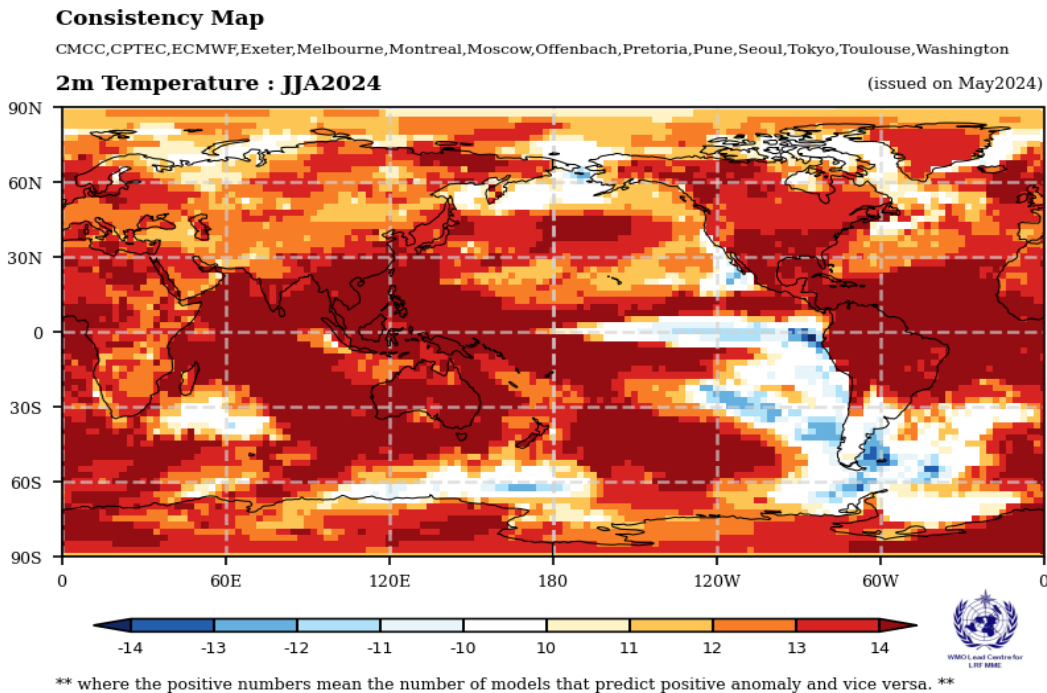 Consistency Map
CMCC,CPTEC,ECMWF,Exeter,Melbourne,Montreal,Moscow,Offenbach,Pretoria,Pune,Seoul,Tokyo,Toulouse,Washington
2m Temperature : JJA2024 (issued on May2024)
90N
60N
30N
0
30S
60S
90S
0 60E 120E 180 120W 60W 0
-14 -13 -12 -11 -10 10 11 12 13 14
WMO Lead Centre for
LRF MME
** where the positive numbers mean the number of models that predict positive anomaly and vice versa. **